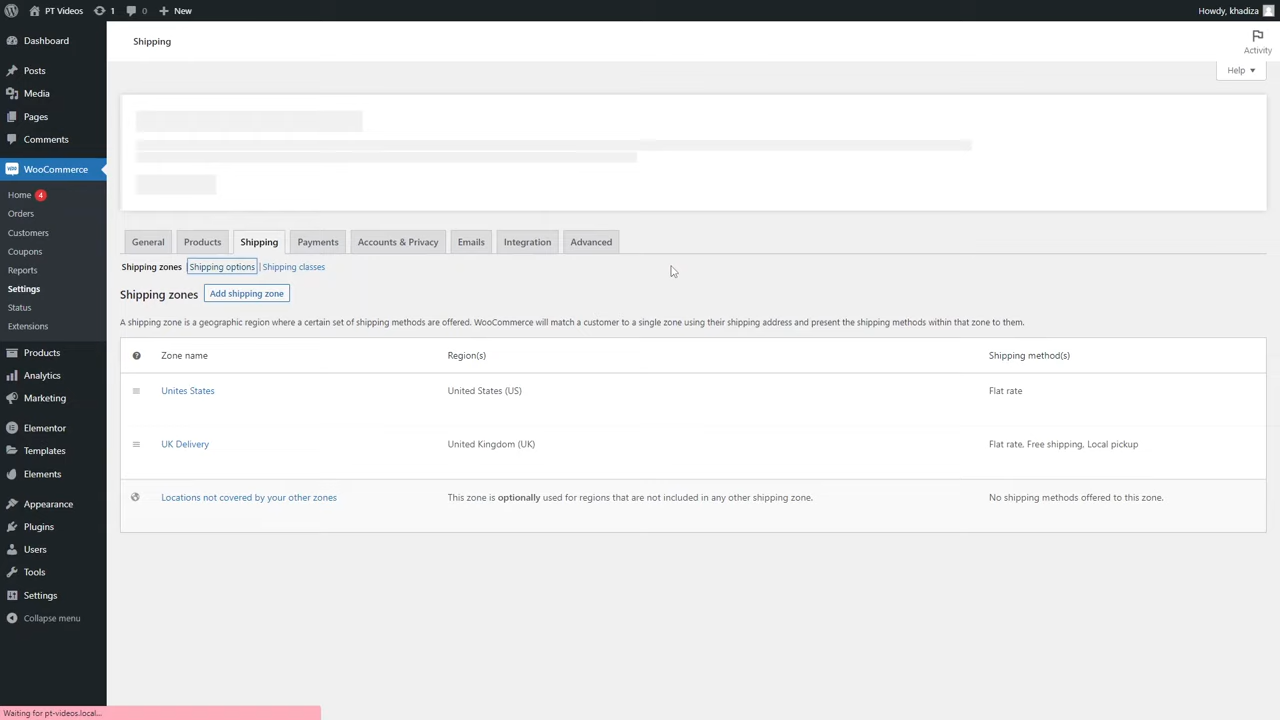 PT Videos 1 0 New Howdy, khadiza
Dashboard
Posts
Media
Pages
Comments
WooCommerce
Home 4
Orders
Customers
Coupons
Reports
Settings
Status
Extensions
Products
Analytics
Marketing
Elementor
Templates
Elements
Appearance
Plugins
Users
Tools
Settings
Collapse menu
Shipping
Activity
Help
General Products Shipping Payments Accounts & Privacy Emails Integration Advanced
Shipping zones | Shipping options | Shipping classes
Shipping zones Add shipping zone
A shipping zone is a geographic region where a certain set of shipping methods are offered. WooCommerce will match a customer to a single zone using their shipping address and present the shipping methods within that zone to them.
Zone name Region(s) Shipping method(s)
Unites States United States (US) Flat rate
UK Delivery United Kingdom (UK) Flat rate, Free shipping, Local pickup
Locations not covered by your other zones This zone is optionally used for regions that are not included in any other shipping zone. No shipping methods offered to this zone.
Waiting for pt-videos.local...